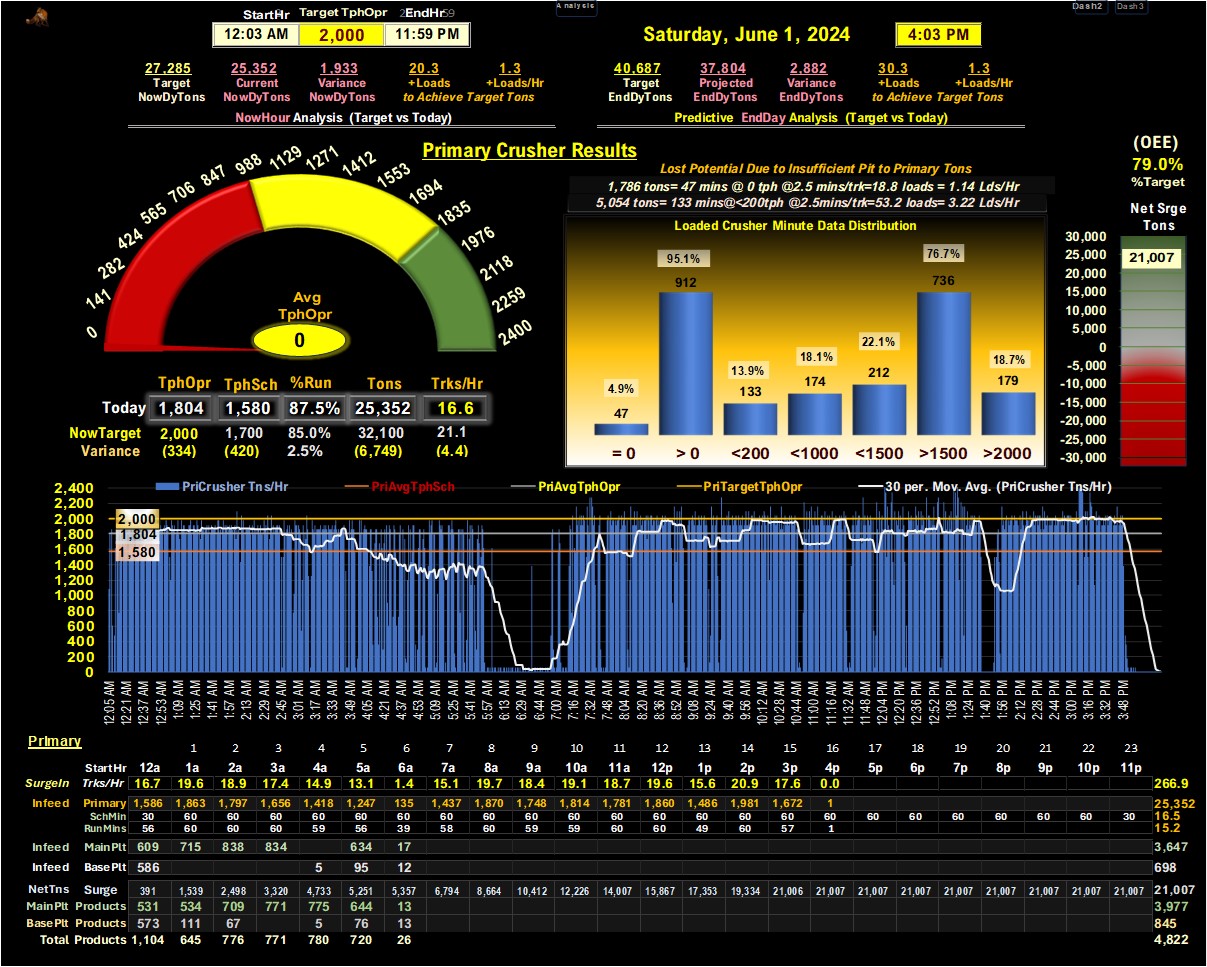 Analysis
Dash2 Dash3
StartHr Target TphOpr EndHr
12:03 AM 2,000 11:59 PM
Saturday, June 1, 2024 4:03 PM
27,285 25,352 1,933 20.3 1.3
Target Current Variance +Loads +Loads/Hr
NowDyTons NowDyTons NowDyTons to Achieve Target Tons
NowHour Analysis (Target vs Today)
40,687 37,804 2,882 30.3 1.3
Target Projected Variance +Loads +Loads/Hr
EndDyTons EndDyTons EndDyTons to Achieve Target Tons
Predictive EndDay Analysis (Target vs Today)
Primary Crusher Results
0 141 282 424 565 706 847 988 1129 1271 1412 1553 1694 1835 1976 2118 2259 2400
Avg
TphOpr
0
TphOpr TphSch %Run Tons Trks/Hr
Today 1,804 1,580 87.5% 25,352 16.6
NowTarget 2,000 1,700 85.0% 32,100 21.1
Variance (334) (420) 2.5% (6,749) (4.4)
Lost Potential Due to Insufficient Pit to Primary Tons
1,786 tons= 47 mins @ 0 tph @2.5 mins/trk=18.8 loads = 1.14 Lds/Hr
5,054 tons= 133 mins@<200tph @2.5mins/trk=53.2 loads= 3.22 Lds/Hr
Loaded Crusher Minute Data Distribution
4.9% 95.1% 13.9% 18.1% 22.1% 76.7% 18.7%
47 912 133 174 212 736 179
= 0 > 0 <200 <1000 <1500 >1500 >2000
(OEE)
79.0%
%Target
Net Srge
Tons
30,000
25,000
21,007
20,000
15,000
10,000
5,000
0
-5,000
-10,000
-15,000
-20,000
-25,000
-30,000
PriCrusher Tns/Hr PriAvgTphSch PriAvgTphOpr PriTargetTphOpr 30 per. Mov. Avg. (PriCrusher Tns/Hr)
2,400
2,200
2,000
1,800
1,600
1,400
1,200
1,000
800
600
400
200
0
2,000
1,804
1,580
12:05 AM 12:21 AM 12:37 AM 12:53 AM 1:09 AM 1:25 AM 1:41 AM 1:57 AM 2:13 AM 2:29 AM 2:45 AM 3:01 AM 3:17 AM 3:33 AM 3:49 AM 4:05 AM 4:21 AM 4:37 AM 4:53 AM 5:09 AM 5:25 AM 5:41 AM 5:57 AM 6:13 AM 6:29 AM 6:44 AM 7:00 AM 7:16 AM 7:32 AM 7:48 AM 8:04 AM 8:20 AM 8:36 AM 8:52 AM 9:08 AM 9:24 AM 9:40 AM 9:56 AM 10:12 AM 10:28 AM 10:44 AM 11:00 AM 11:16 AM 11:32 AM 11:48 AM 12:04 PM 12:20 PM 12:36 PM 12:52 PM 1:08 PM 1:24 PM 1:40 PM 1:56 PM 2:12 PM 2:28 PM 2:44 PM 3:00 PM 3:16 PM 3:32 PM 3:48 PM
Primary
1 2 3 4 5 6 7 8 9 10 11 12 13 14 15 16 17 18 19 20 21 22 23
StartHr 12a 1a 2a 3a 4a 5a 6a 7a 8a 9a 10a 11a 12p 1p 2p 3p 4p 5p 6p 7p 8p 9p 10p 11p
SurgeIn Trks/Hr 16.7 19.6 18.9 17.4 14.9 13.1 1.4 15.1 19.7 18.4 19.1 18.7 19.6 15.6 20.9 17.6 0.0 266.9
Infeed Primary 1,586 1,863 1,797 1,656 1,418 1,247 135 1,437 1,870 1,748 1,814 1,781 1,860 1,486 1,981 1,672 1 25,352
SchMin 30 60 60 60 60 60 60 60 60 60 60 60 60 60 60 60 60 60 60 60 60 60 60 30 16.5
RunMins 56 60 60 60 59 56 39 58 60 59 59 60 60 49 60 57 1 15.2
Infeed MainPlt 609 715 838 834 634 17 3,647
Infeed BasePlt 586 5 95 12 698
NetTns Surge 391 1,539 2,498 3,320 4,733 5,251 5,357 6,794 8,664 10,412 12,226 14,007 15,867 17,353 19,334 21,006 21,007 21,007 21,007 21,007 21,007 21,007 21,007 21,007 21,007
MainPlt Products 531 534 709 771 775 644 13 3,977
BasePlt Products 573 111 67 5 76 13 845
Total Products 1,104 645 776 771 780 720 26 4,822